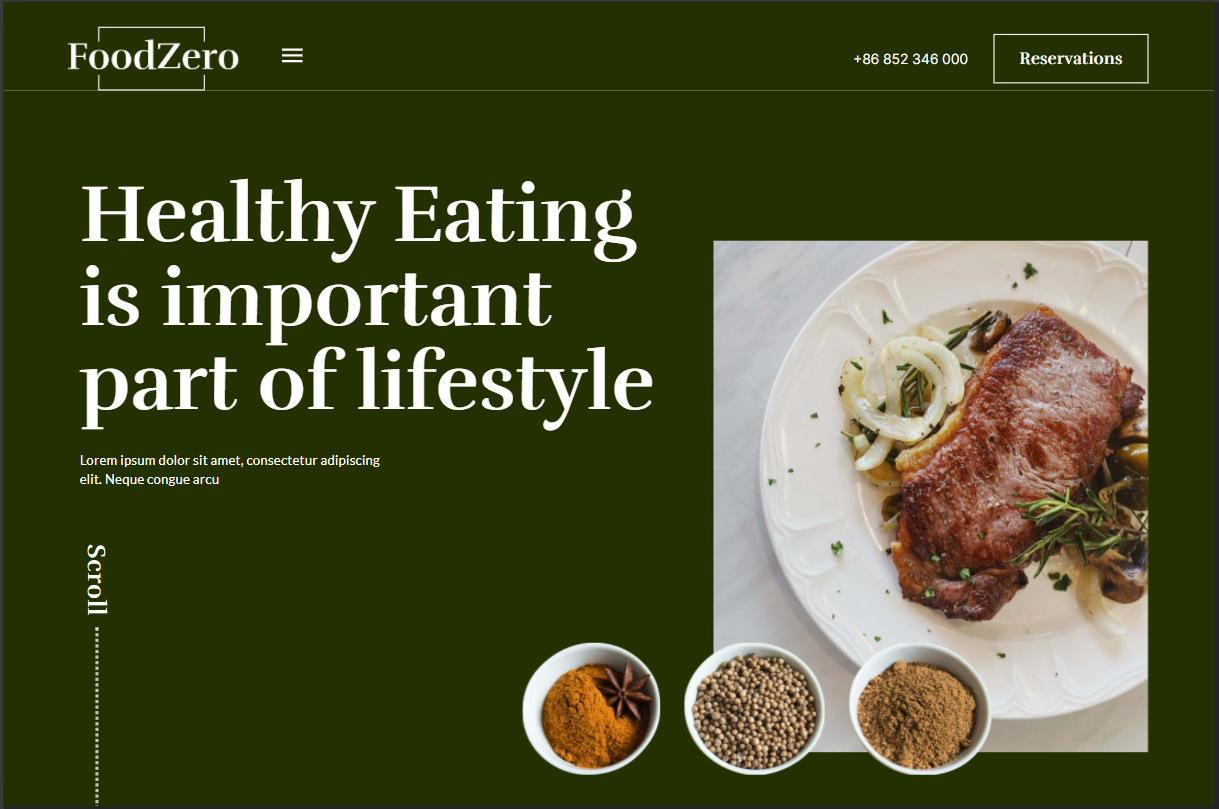 FoodZero
+86 852 346 000
Reservations
Healthy Eating
is important
part of lifestyle
Lorem ipsum dolor sit amet, consectetur adipiscing
elit. Neque congue arcu
Scroll